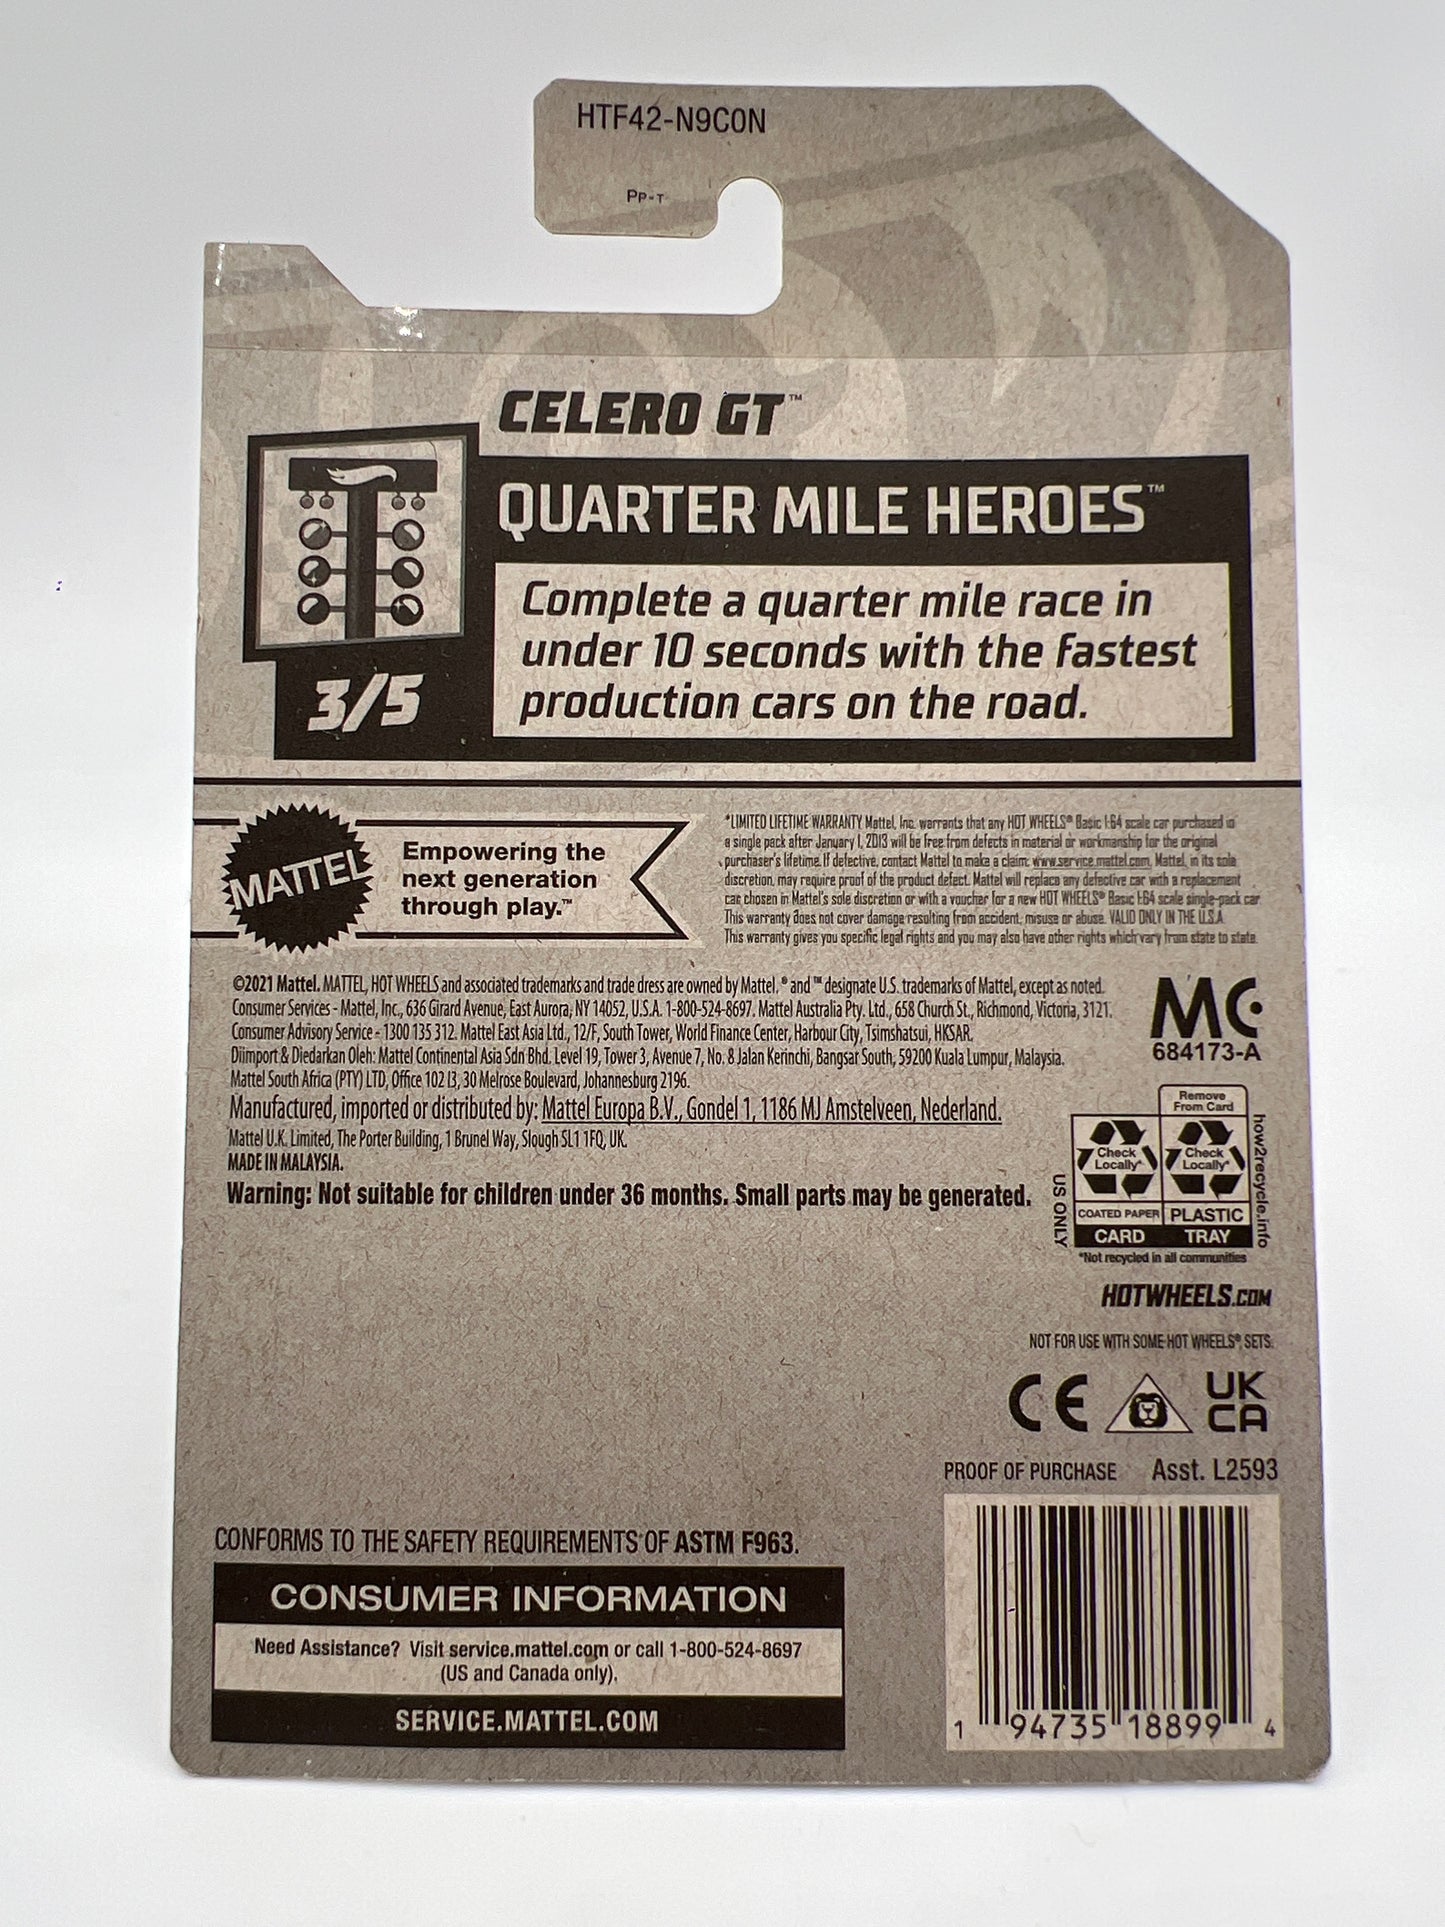 HTF42-N9C0N
PP-T
CELERO GT™
QUARTER MILE HEROES™
Complete a quarter mile race in
under 10 seconds with the fastest
production cars on the road.
3/5
MATTEL
Empowering the
next generation
through play.™
*LIMITED LIFETIME WARRANTY Mattel, Inc. warrants that any HOT WHEELS® Basic 1:64 scale car purchased in
a single pack after January 1, 2013 will be free from defects in material or workmanship for the original
purchaser's lifetime. If defective, contact Mattel to make a claim: www.service.mattel.com. Mattel, in its sole
discretion, may require proof of the product defect. Mattel will replace any defective car with a replacement
car chosen in Mattel's sole discretion or with a voucher for a new HOT WHEELS® Basic 1:64 scale single-pack car.
This warranty does not cover damage resulting from accident, misuse or abuse. VALID ONLY IN THE U.S.A.
This warranty gives you specific legal rights and you may also have other rights which vary from state to state.
©2021 Mattel. MATTEL, HOT WHEELS and associated trademarks and trade dress are owned by Mattel. ® and ™ designate U.S. trademarks of Mattel, except as noted.
Consumer Services - Mattel, Inc., 636 Girard Avenue, East Aurora, NY 14052, U.S.A. 1-800-524-8697. Mattel Australia Pty. Ltd., 658 Church St., Richmond, Victoria, 3121.
Consumer Advisory Service - 1300 135 312. Mattel East Asia Ltd., 12/F, South Tower, World Finance Center, Harbour City, Tsimshatsui, HKSAR.
Diimport & Diedarkan Oleh: Mattel Continental Asia Sdn Bhd. Level 19, Tower 3, Avenue 7, No. 8 Jalan Kerinchi, Bangsar South, 59200 Kuala Lumpur, Malaysia.
Mattel South Africa (PTY) LTD, Office 102 I3, 30 Melrose Boulevard, Johannesburg 2196.
Manufactured, imported or distributed by: Mattel Europa B.V., Gondel 1, 1186 MJ Amstelveen, Nederland.
Mattel U.K. Limited, The Porter Building, 1 Brunel Way, Slough SL1 1FQ, UK.
MADE IN MALAYSIA.
Warning: Not suitable for children under 36 months. Small parts may be generated.
MC
684173-A
Remove
From Card
Check
Locally*
Check
Locally*
COATED PAPER
PLASTIC
CARD
TRAY
US ONLY
how2recycle.info
*Not recycled in all communities
HOTWHEELS.COM
NOT FOR USE WITH SOME HOT WHEELS® SETS.
CE
UK
CA
PROOF OF PURCHASE Asst. L2593
1 94735 18899 4
CONFORMS TO THE SAFETY REQUIREMENTS OF ASTM F963.
CONSUMER INFORMATION
Need Assistance? Visit service.mattel.com or call 1-800-524-8697
(US and Canada only).
SERVICE.MATTEL.COM